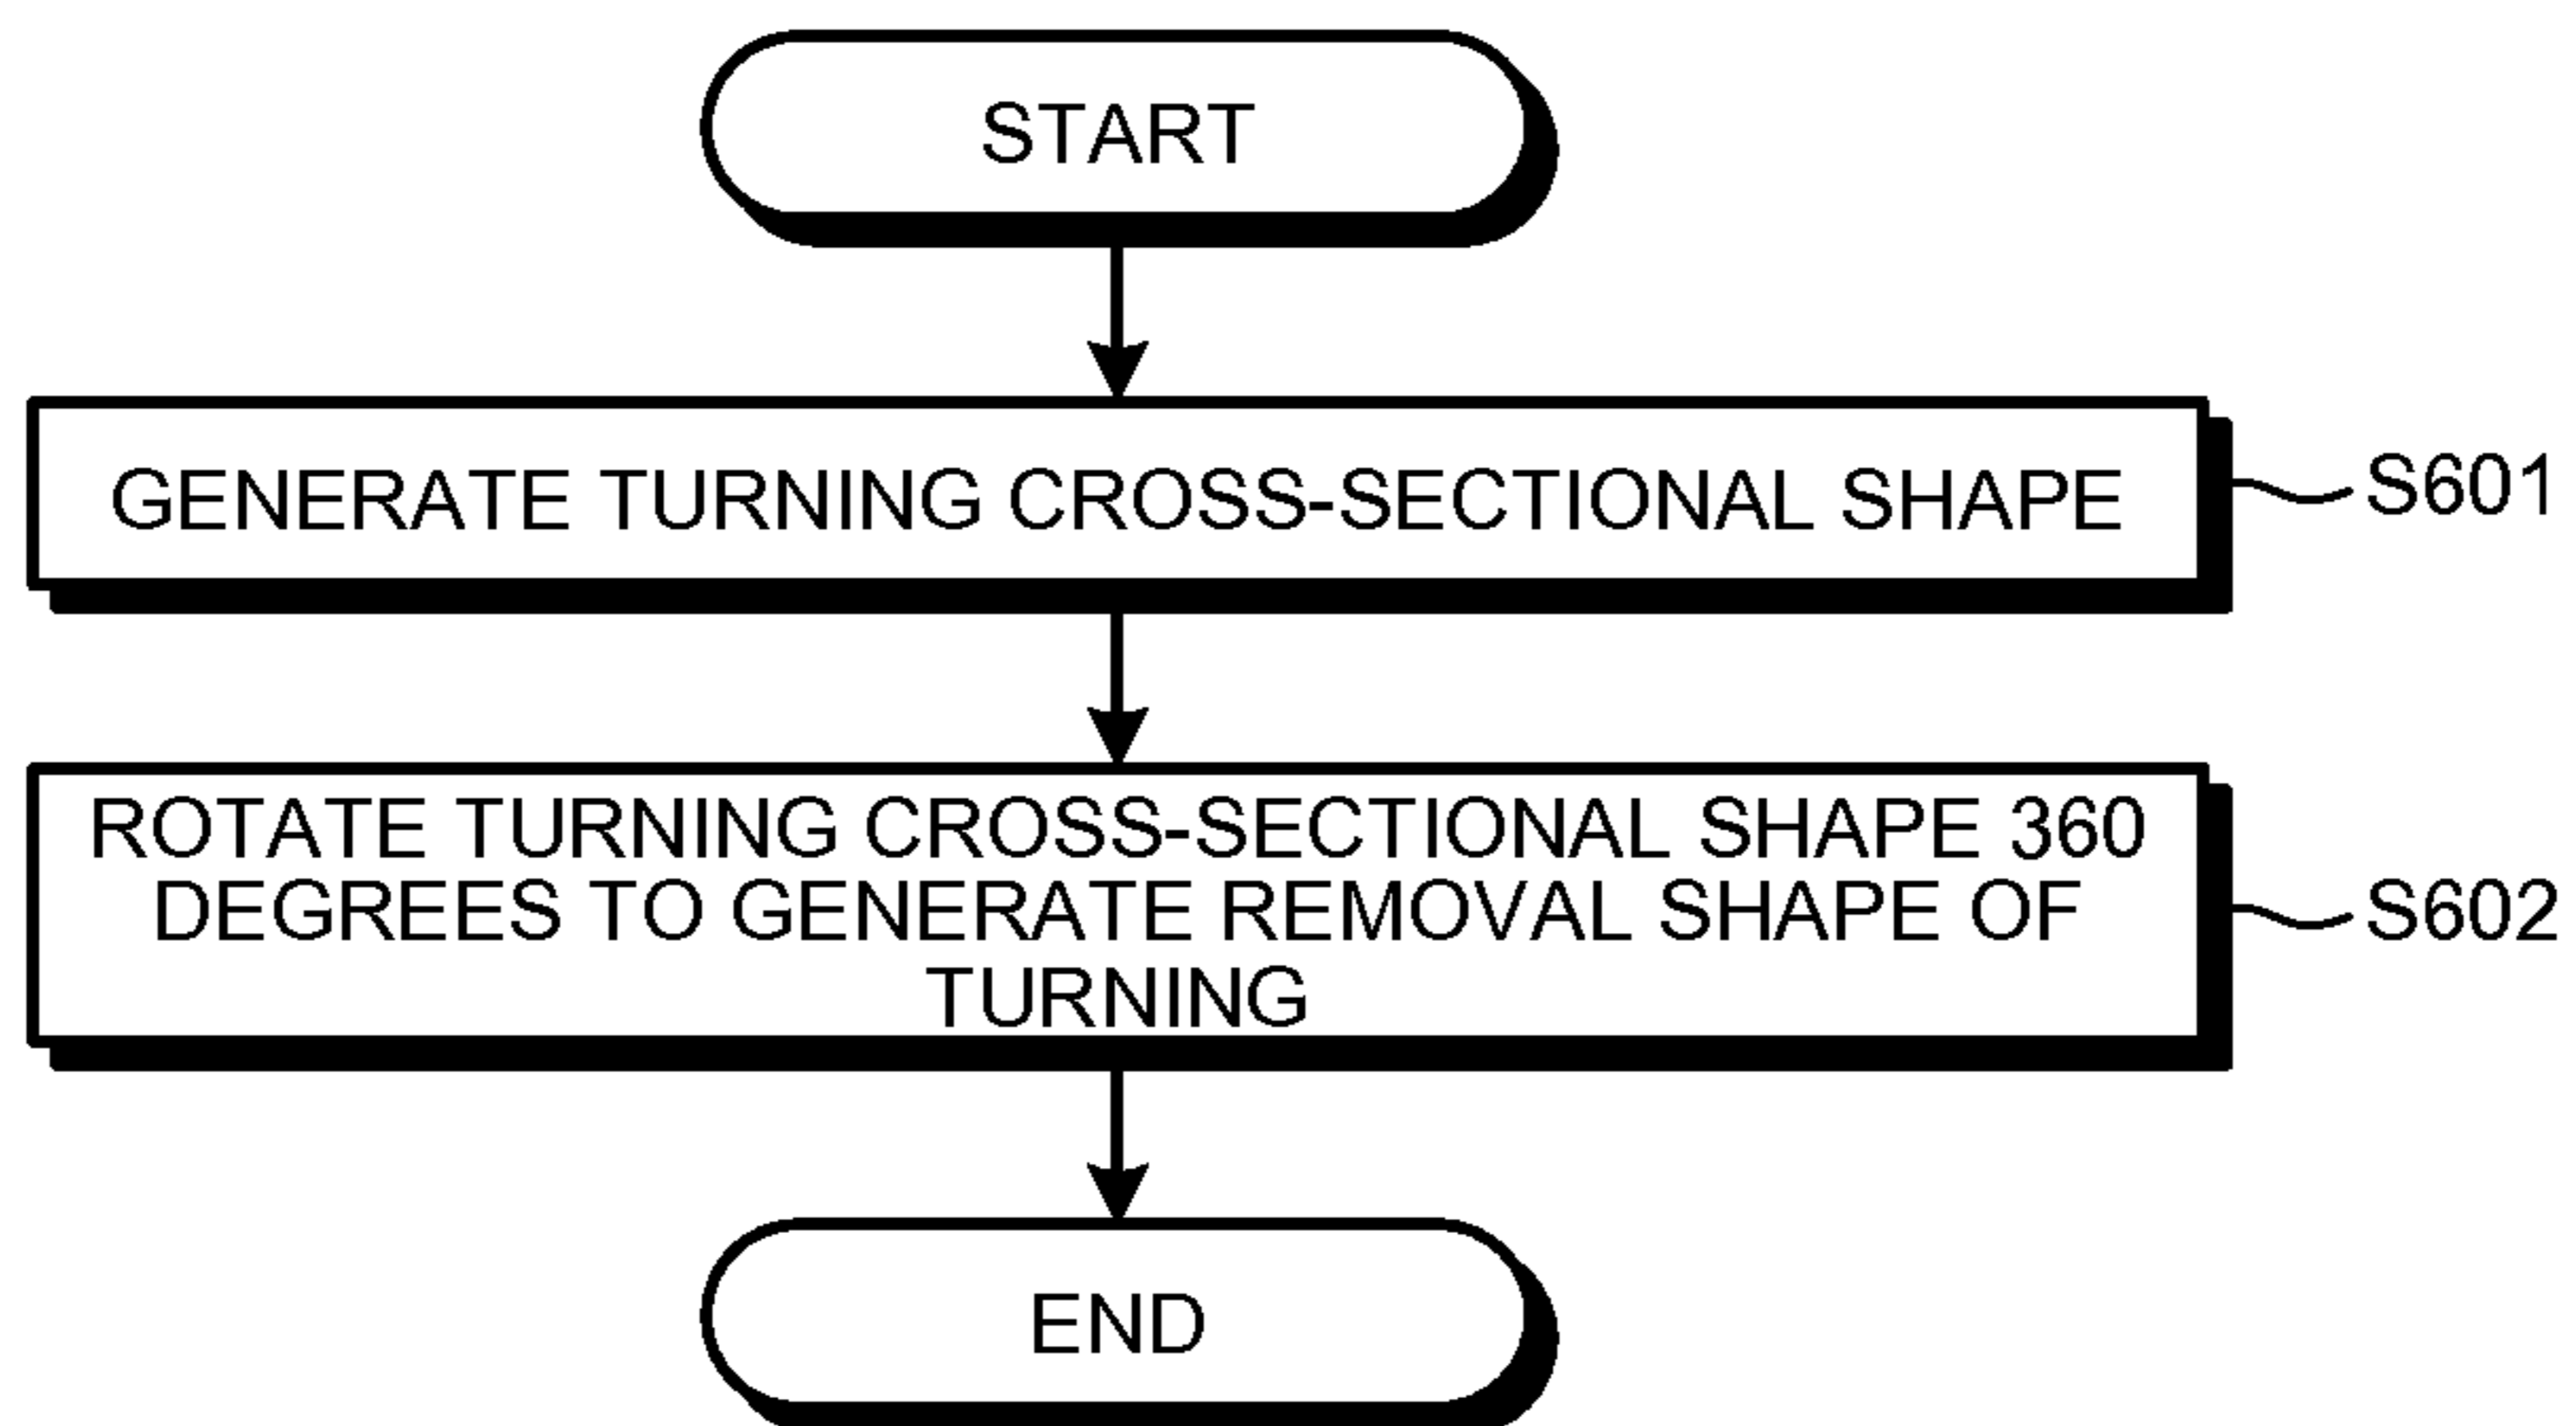 START
GENERATE TURNING CROSS-SECTIONAL SHAPE
S601
ROTATE TURNING CROSS-SECTIONAL SHAPE 360
DEGREES TO GENERATE REMOVAL SHAPE OF
TURNING
S602
END